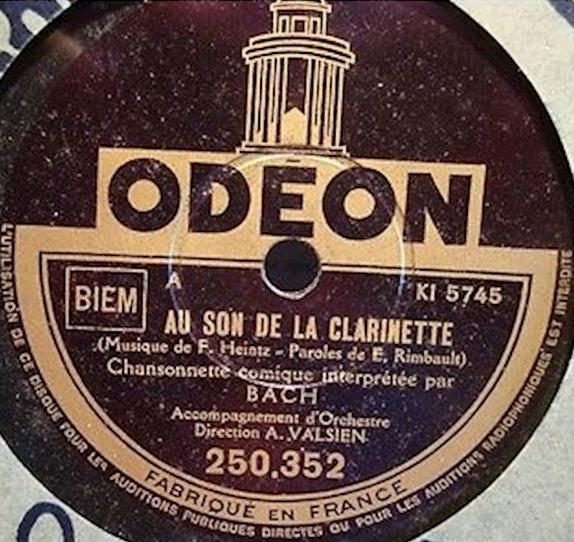 ODÉON
BIEM
A
KI 5745
AU SON DE LA CLARINETTE
(Musique de F. Heintz - Paroles de E. Rimbault)
Chansonnette comique interprétée par
BACH
Accompagnement d'Orchestre
Direction A. VALSIEN
250.352
FABRIQUÉ EN FRANCE
L'UTILISATION DE CE DISQUE POUR LES AUDITIONS PUBLIQUES DIRECTES OU POUR LES AUDITIONS RADIOPHONIQUES EST INTERDITE